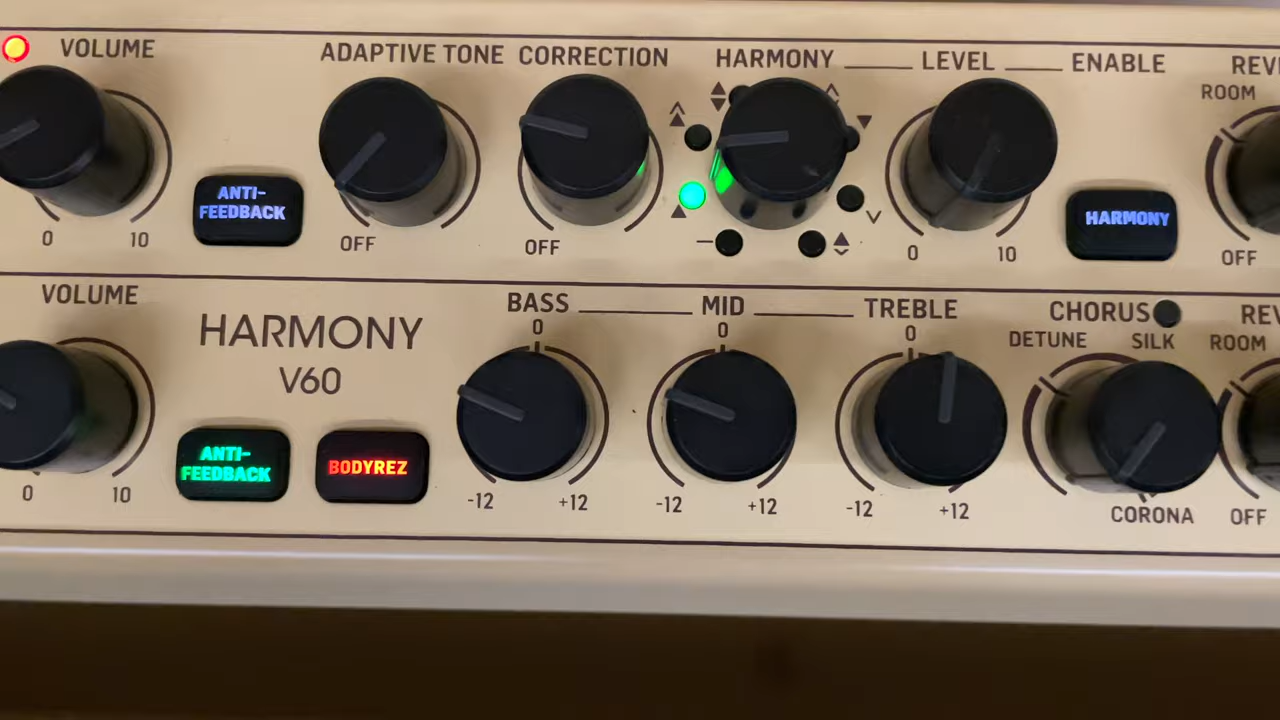 VOLUME
ADAPTIVE TONE
CORRECTION
HARMONY
LEVEL
ENABLE
ROOM
ANTI-
FEEDBACK
HARMONY
0
10
OFF
OFF
0
10
OFF
VOLUME
HARMONY
V60
BASS
MID
TREBLE
CHORUS
0
0
0
DETUNE
SILK
ROOM
ANTI-
FEEDBACK
BODYREZ
0
10
-12
+12
-12
+12
-12
+12
CORONA
OFF